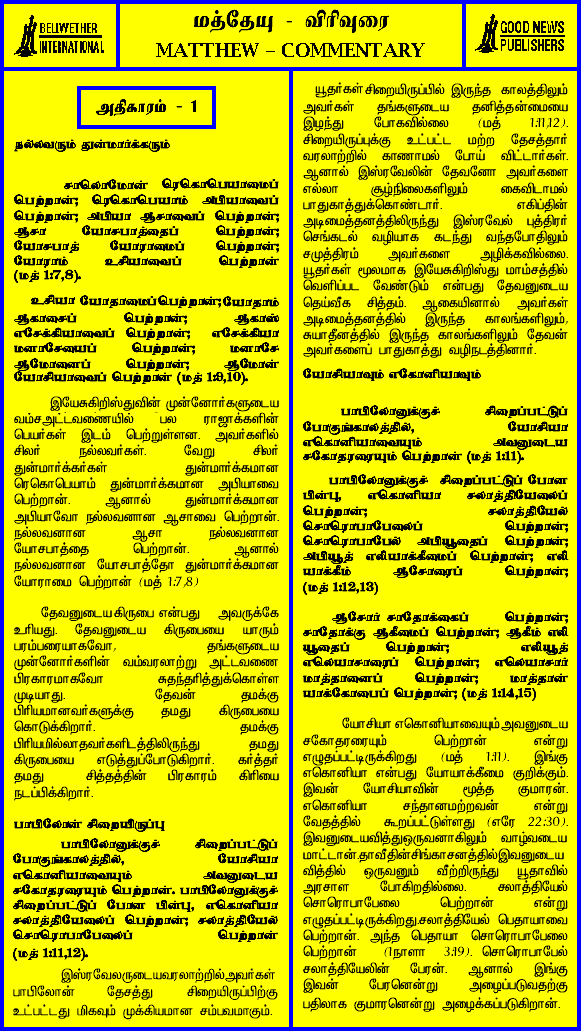 BELWETHER
INTERNATIONAL
மத்தேயு - விரிவுரை
MATTHEW – COMMENTARY
GOOD NEWS
PUBLISHERS
அதிகாரம் - 1
நல்லவரும் துன்மார்க்கரும்
சாலொமோன் ரெகொபெயாமைப்
பெற்றான்; ரெகொபெயாம் அபியாவைப்
பெற்றான்; அபியா ஆசாவைப் பெற்றான்;
ஆசா யோசபாத்தைப் பெற்றான்;
யோசபாத் யோராமைப் பெற்றான்;
யோராம் உசியாவைப் பெற்றான்
(மத் 1:7,8).
உசியா யோதாமைப் பெற்றான்; யோதாம்
ஆகாசைப் பெற்றான்; ஆகாஸ்
எசேக்கியாவைப் பெற்றான்; எசேக்கியா
மனாசேயைப் பெற்றான்; மனாசே
ஆமோனைப் பெற்றான்; ஆமோன்
யோசியாவைப் பெற்றான் (மத் 1:9,10).
இயேசுகிறிஸ்துவின் முன்னோர்களுடைய
வம்சஅட்டவணையில் பல ராஜாக்களின்
பெயர்கள் இடம் பெற்றுள்ளன. அவர்களில்
சிலர் நல்லவர்கள். வேறு சிலர்
துன்மார்க்கர்கள் துன்மார்க்கமான
ரெகொபெயாம் துன்மார்க்கமான அபியாவை
பெற்றான். ஆனால் துன்மார்க்கமான
அபியாவோ நல்லவனான ஆசாவை பெற்றான்.
நல்லவனான ஆசா நல்லவனான
யோசபாத்தை பெற்றான். ஆனால்
நல்லவனான யோசபாத்தோ துன்மார்க்கமான
யோராமை பெற்றான் (மத் 1:7,8)
தேவனுடைய கிருபை என்பது அவருக்கே
உரியது. தேவனுடைய கிருபையை யாரும்
பரம்பரையாகவோ, தங்களுடைய
முன்னோர்களின் வம்வரலாற்று அட்டவணை
பிரகாரமாகவோ சுதந்தரித்துக்கொள்ள
முடியாது. தேவன் தமக்கு
பிரியமானவர்களுக்கு தமது கிருபையை
கொடுக்கிறார். தமக்கு
பிரியமில்லாதவர்களிடத்திலிருந்து தமது
கிருபையை எடுத்துப்போடுகிறார். கர்த்தர்
தமது சித்தத்தின் பிரகாரம் கிரியை
நடப்பிக்கிறார்.
பாபிலோன் சிறையிருப்பு
பாபிலோனுக்குச் சிறைப்பட்டுப்
போகுங்காலத்தில், யோசியா
எகொனியாவையும் அவனுடைய
சகோதரரையும் பெற்றான். பாபிலோனுக்குச்
சிறைப்பட்டுப் போன பின்பு, எகொனியா
சலாத்தியேலைப் பெற்றான்; சலாத்தியேல்
சொரொபாபேலைப் பெற்றான்
(மத் 1:11,12).
இஸ்ரவேலருடைய வரலாற்றில் அவர்கள்
பாபிலோன் தேசத்து சிறையிருப்பிற்கு
உட்பட்டது மிகவும் முக்கியமான சம்பவமாகும்.
யூதர்கள் சிறையிருப்பில் இருந்த காலத்திலும்
அவர்கள் தங்களுடைய தனித்தன்மையை
இழந்து போகவில்லை (மத் 1:11,12).
சிறையிருப்புக்கு உட்பட்ட மற்ற தேசத்தார்
வரலாற்றில் காணாமல் போய் விட்டார்கள்.
ஆனால் இஸ்ரவேலின் தேவனோ அவர்களை
எல்லா சூழ்நிலைகளிலும் கைவிடாமல்
பாதுகாத்துக்கொண்டார். எகிப்தின்
அடிமைத்தனத்திலிருந்து இஸ்ரவேல் புத்திரர்
செங்கடல் வழியாக கடந்து வந்தபோதிலும்
சமுத்திரம் அவர்களை அழிக்கவில்லை.
யூதர்கள் மூலமாக இயேசுகிறிஸ்து மாம்சத்தில்
வெளிப்பட வேண்டும் என்பது தேவனுடைய
தெய்வீக சித்தம். ஆகையினால் அவர்கள்
அடிமைத்தனத்தில் இருந்த காலங்களிலும்,
சுயாதீனத்தில் இருந்த காலங்களிலும் தேவன்
அவர்களைப் பாதுகாத்து வழிநடத்தினார்.
யோசியாவும் எகோனியாவும்
பாபிலோனுக்குச் சிறைப்பட்டுப்
போகுங்காலத்தில், யோசியா
எகொனியாவையும் அவனுடைய
சகோதரரையும் பெற்றான் (மத் 1:11).
பாபிலோனுக்குச் சிறைப்பட்டுப் போன
பின்பு, எகொனியா சலாத்தியேலைப்
பெற்றான்; சலாத்தியேல்
சொரொபாபேலைப் பெற்றான்;
சொரொபாபேல் அபியூதைப் பெற்றான்;
அபியூத் எலியாக்கீமைப் பெற்றான்; எலி
யாக்கீம் ஆசோரைப் பெற்றான்;
(மத் 1:12,13)
ஆசோர் சாதோக்கைப் பெற்றான்;
சாதோக்கு ஆகீமைப் பெற்றான்; ஆகீம் எலி
யூதைப் பெற்றான்; எலியூத்
எலெயாசாரைப் பெற்றான்; எலெயாசார்
மாத்தானைப் பெற்றான்; மாத்தான்
யாக்கோபைப் பெற்றான்; (மத் 1:14,15)
யோசியா எகொனியாவையும் அவனுடைய
சகோதரரையும் பெற்றான் என்று
எழுதப்பட்டிருக்கிறது (மத் 1:11). இங்கு
எகொனியா என்பது யோயாக்கீமை குறிக்கும்.
இவன் யோசியாவின் மூத்த குமாரன்.
எகொனியா சந்தானமற்றவன் என்று
வேதத்தில் கூறப்பட்டுள்ளது (எரே 22:30).
இவனுடைய வித்து ஒருவனாகிலும் வாழ்வடைய
மாட்டான். தாவீதின் சிங்காசனத்தில் இவனுடைய
வித்தில் ஒருவனும் வீற்றிருந்து யூதாவில்
அரசாள போகிறதில்லை. சலாத்தியேல்
சொரொபாபேலை பெற்றான் என்று
எழுதப்பட்டிருக்கிறது. சலாத்தியேல் பெதாயாவை
பெற்றான். அந்த பெதாயா சொரொபாபேலை
பெற்றான் (1நாளா 3:19). சொரொபாபேல்
சலாத்தியேலின் பேரன். ஆனால் இங்கு
இவன் பேரனென்று அழைப்படுவதற்கு
பதிலாக குமாரனென்று அழைக்கப்படுகிறான்.